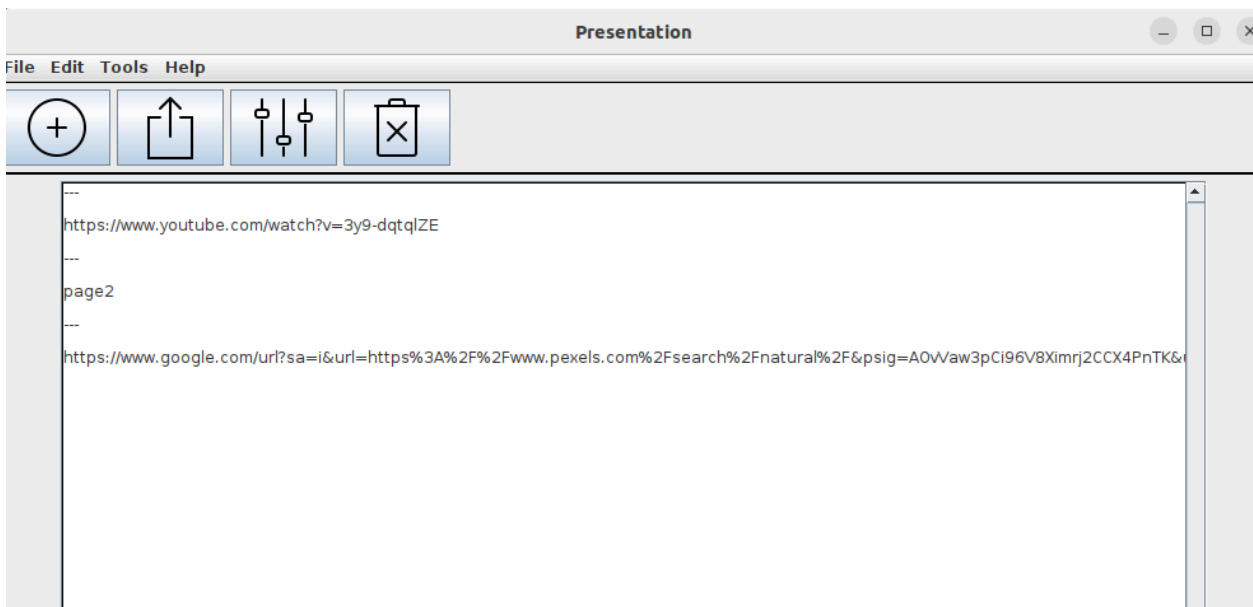 Presentation
File Edit Tools Help
---
https://www.youtube.com/watch?v=3y9-dqtqlZE
---
page2
---
https://www.google.com/url?sa=i&url=https%3A%2F%2Fwww.pexels.com%2Fsearch%2Fnatural%2F&psig=AOvVaw3pCi96V8Ximrj2CCX4PnTK&